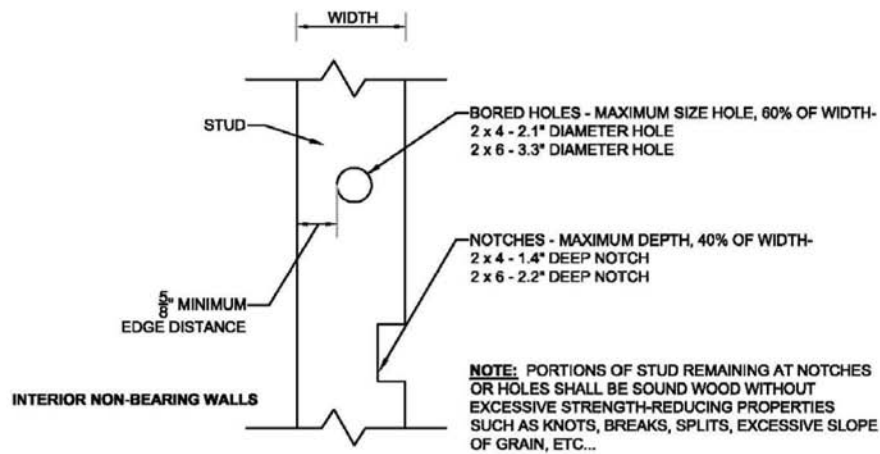 WIDTH
STUD
BORED HOLES - MAXIMUM SIZE HOLE, 60% OF WIDTH-
2 x 4 - 2.1" DIAMETER HOLE
2 x 6 - 3.3" DIAMETER HOLE
NOTCHES - MAXIMUM DEPTH, 40% OF WIDTH-
2 x 4 - 1.4" DEEP NOTCH
2 x 6 - 2.2" DEEP NOTCH
5/8" MINIMUM
EDGE DISTANCE
INTERIOR NON-BEARING WALLS
NOTE: PORTIONS OF STUD REMAINING AT NOTCHES
OR HOLES SHALL BE SOUND WOOD WITHOUT
EXCESSIVE STRENGTH-REDUCING PROPERTIES
SUCH AS KNOTS, BREAKS, SPLITS, EXCESSIVE SLOPE
OF GRAIN, ETC...